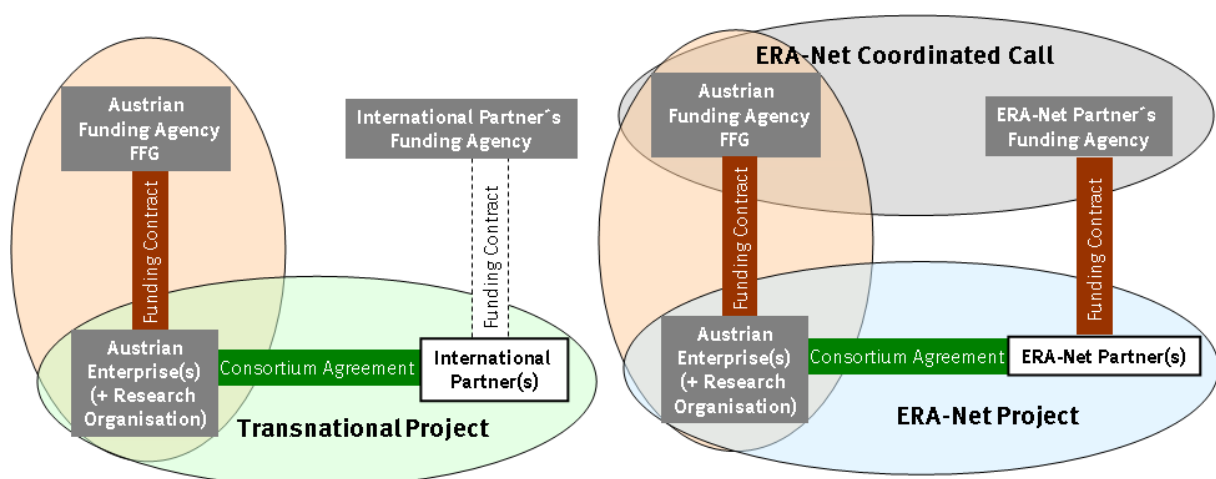 Austrian
Funding Agency
FFG
International Partner´s
Funding Agency
Funding Contract
Funding Contract
Austrian
Enterprise(s)
(+ Research
Organisation)
Consortium Agreement
International
Partner(s)
Transnational Project
ERA-Net Coordinated Call
Austrian
Funding Agency
FFG
ERA-Net Partner´s
Funding Agency
Funding Contract
Funding Contract
Austrian
Enterprise(s)
(+ Research
Organisation)
Consortium Agreement
ERA-Net Partner(s)
ERA-Net Project